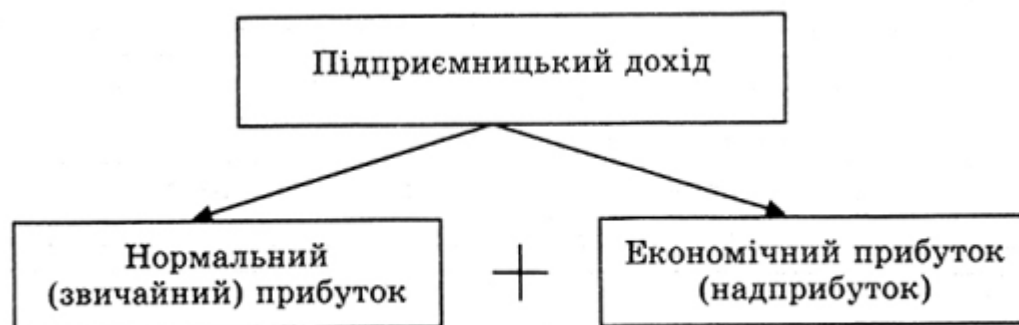 Підприємницький дохід
Нормальний
(звичайний) прибуток
+
Економічний прибуток
(надприбуток)